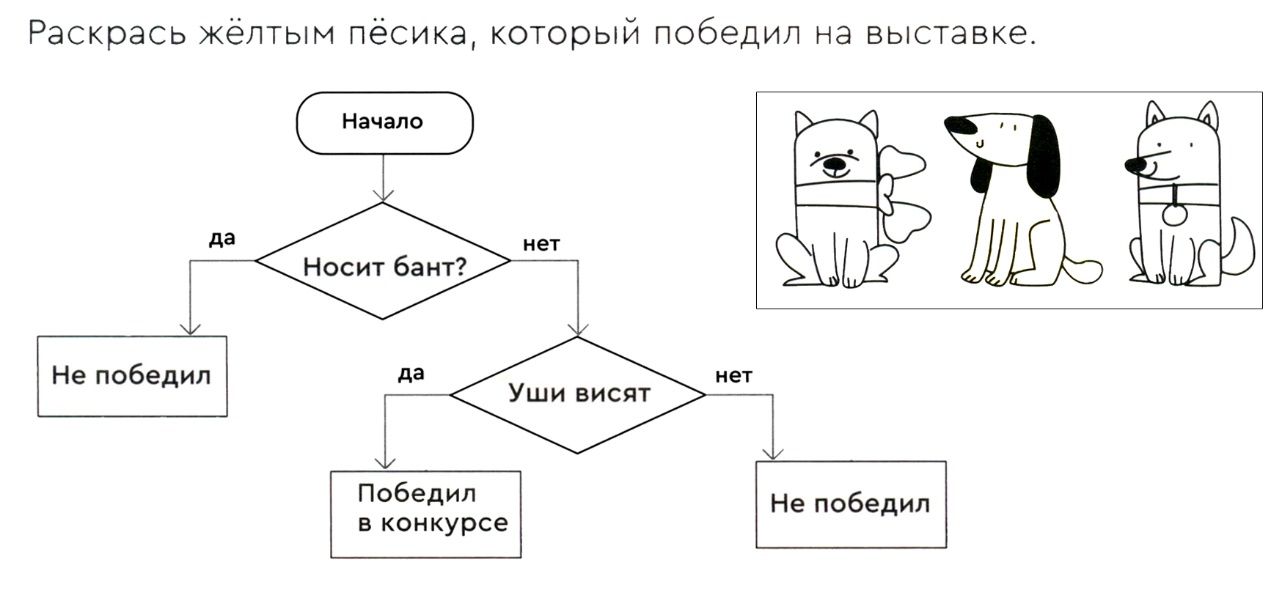 Раскрась жёлтым пёсика, который победил на выставке.
Начало
да
нет
Носит бант?
Не победил
да
нет
Уши висят
Победил
в конкурсе
Не победил